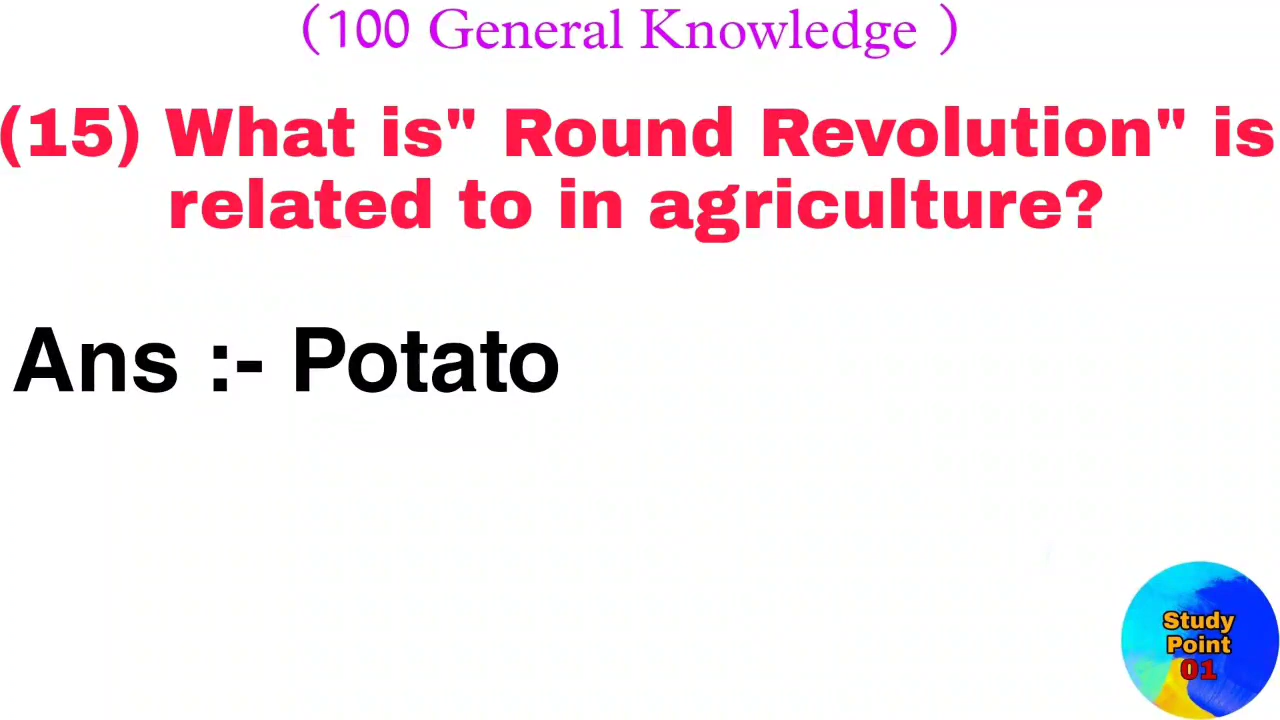 (100 General Knowledge )
(15) What is" Round Revolution" is
related to in agriculture?
Ans :- Potato
Study
Point
01